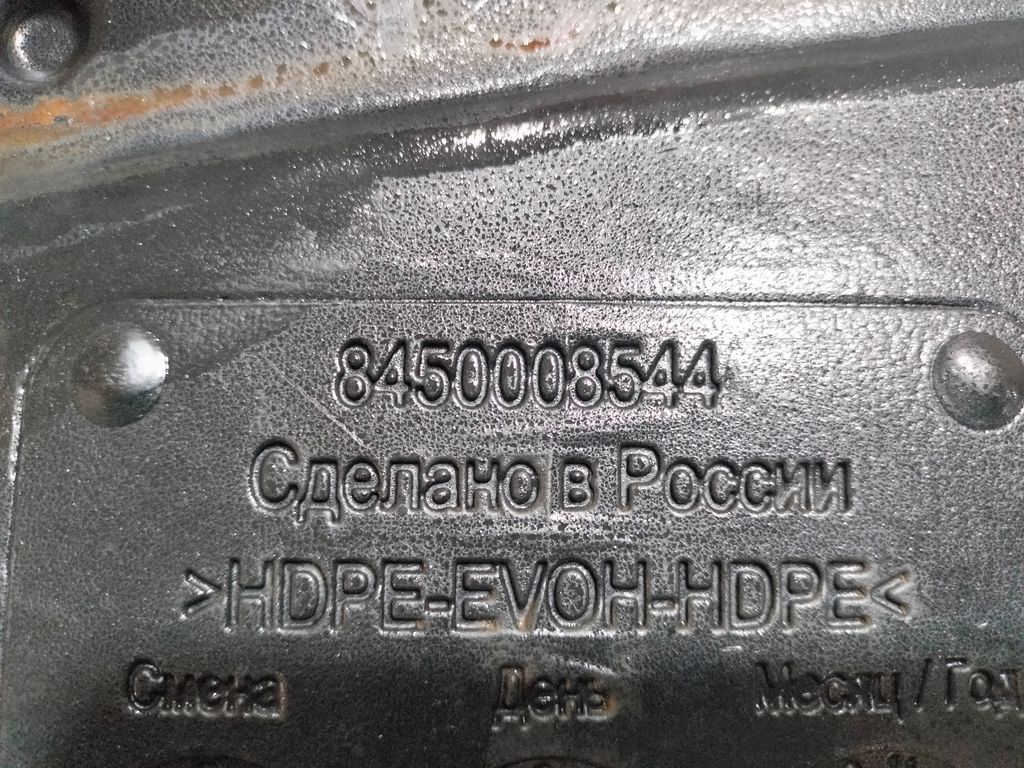 8450008544
Сделано в России
>HDPE-EVOH-HDPE<
Смена День Месяц / Год